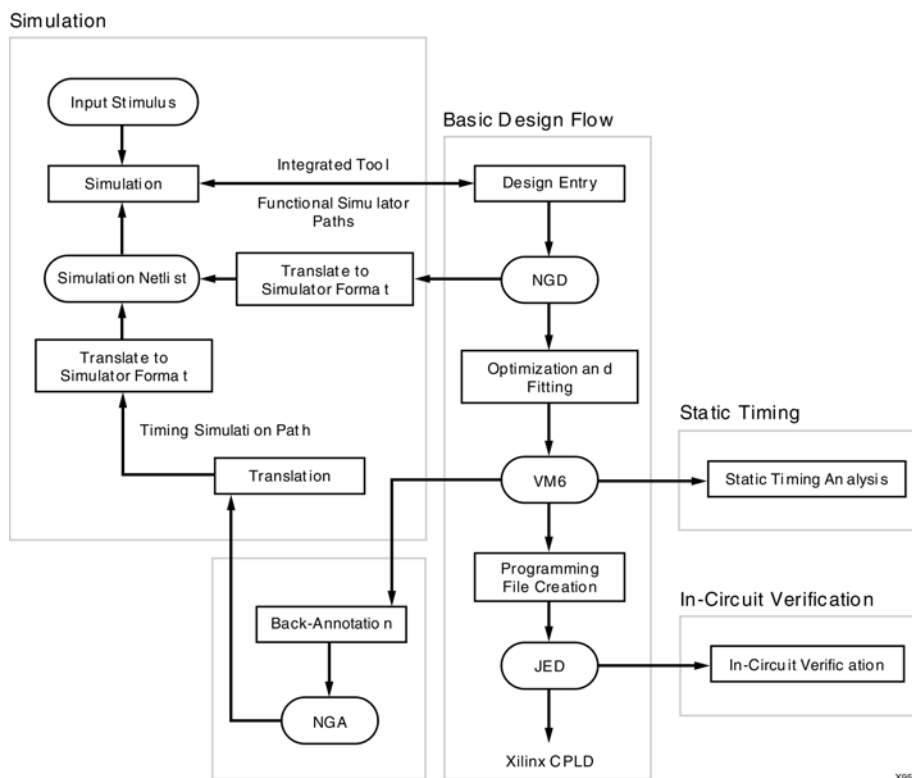 Simulation
Input Stimulus
Basic Design Flow
Integrated Tool
Simulation
Design Entry
Functional Simulator
Paths
Translate to
Simulator Format
Simulation Netlist
NGD
Translate to
Simulator Format
Optimization and
Fitting
Static Timing
Timing Simulation Path
Translation
VM6
Static Timing Analysis
Programming
File Creation
In-Circuit Verification
Back-Annotation
JED
In-Circuit Verification
NGA
Xilinx CPLD